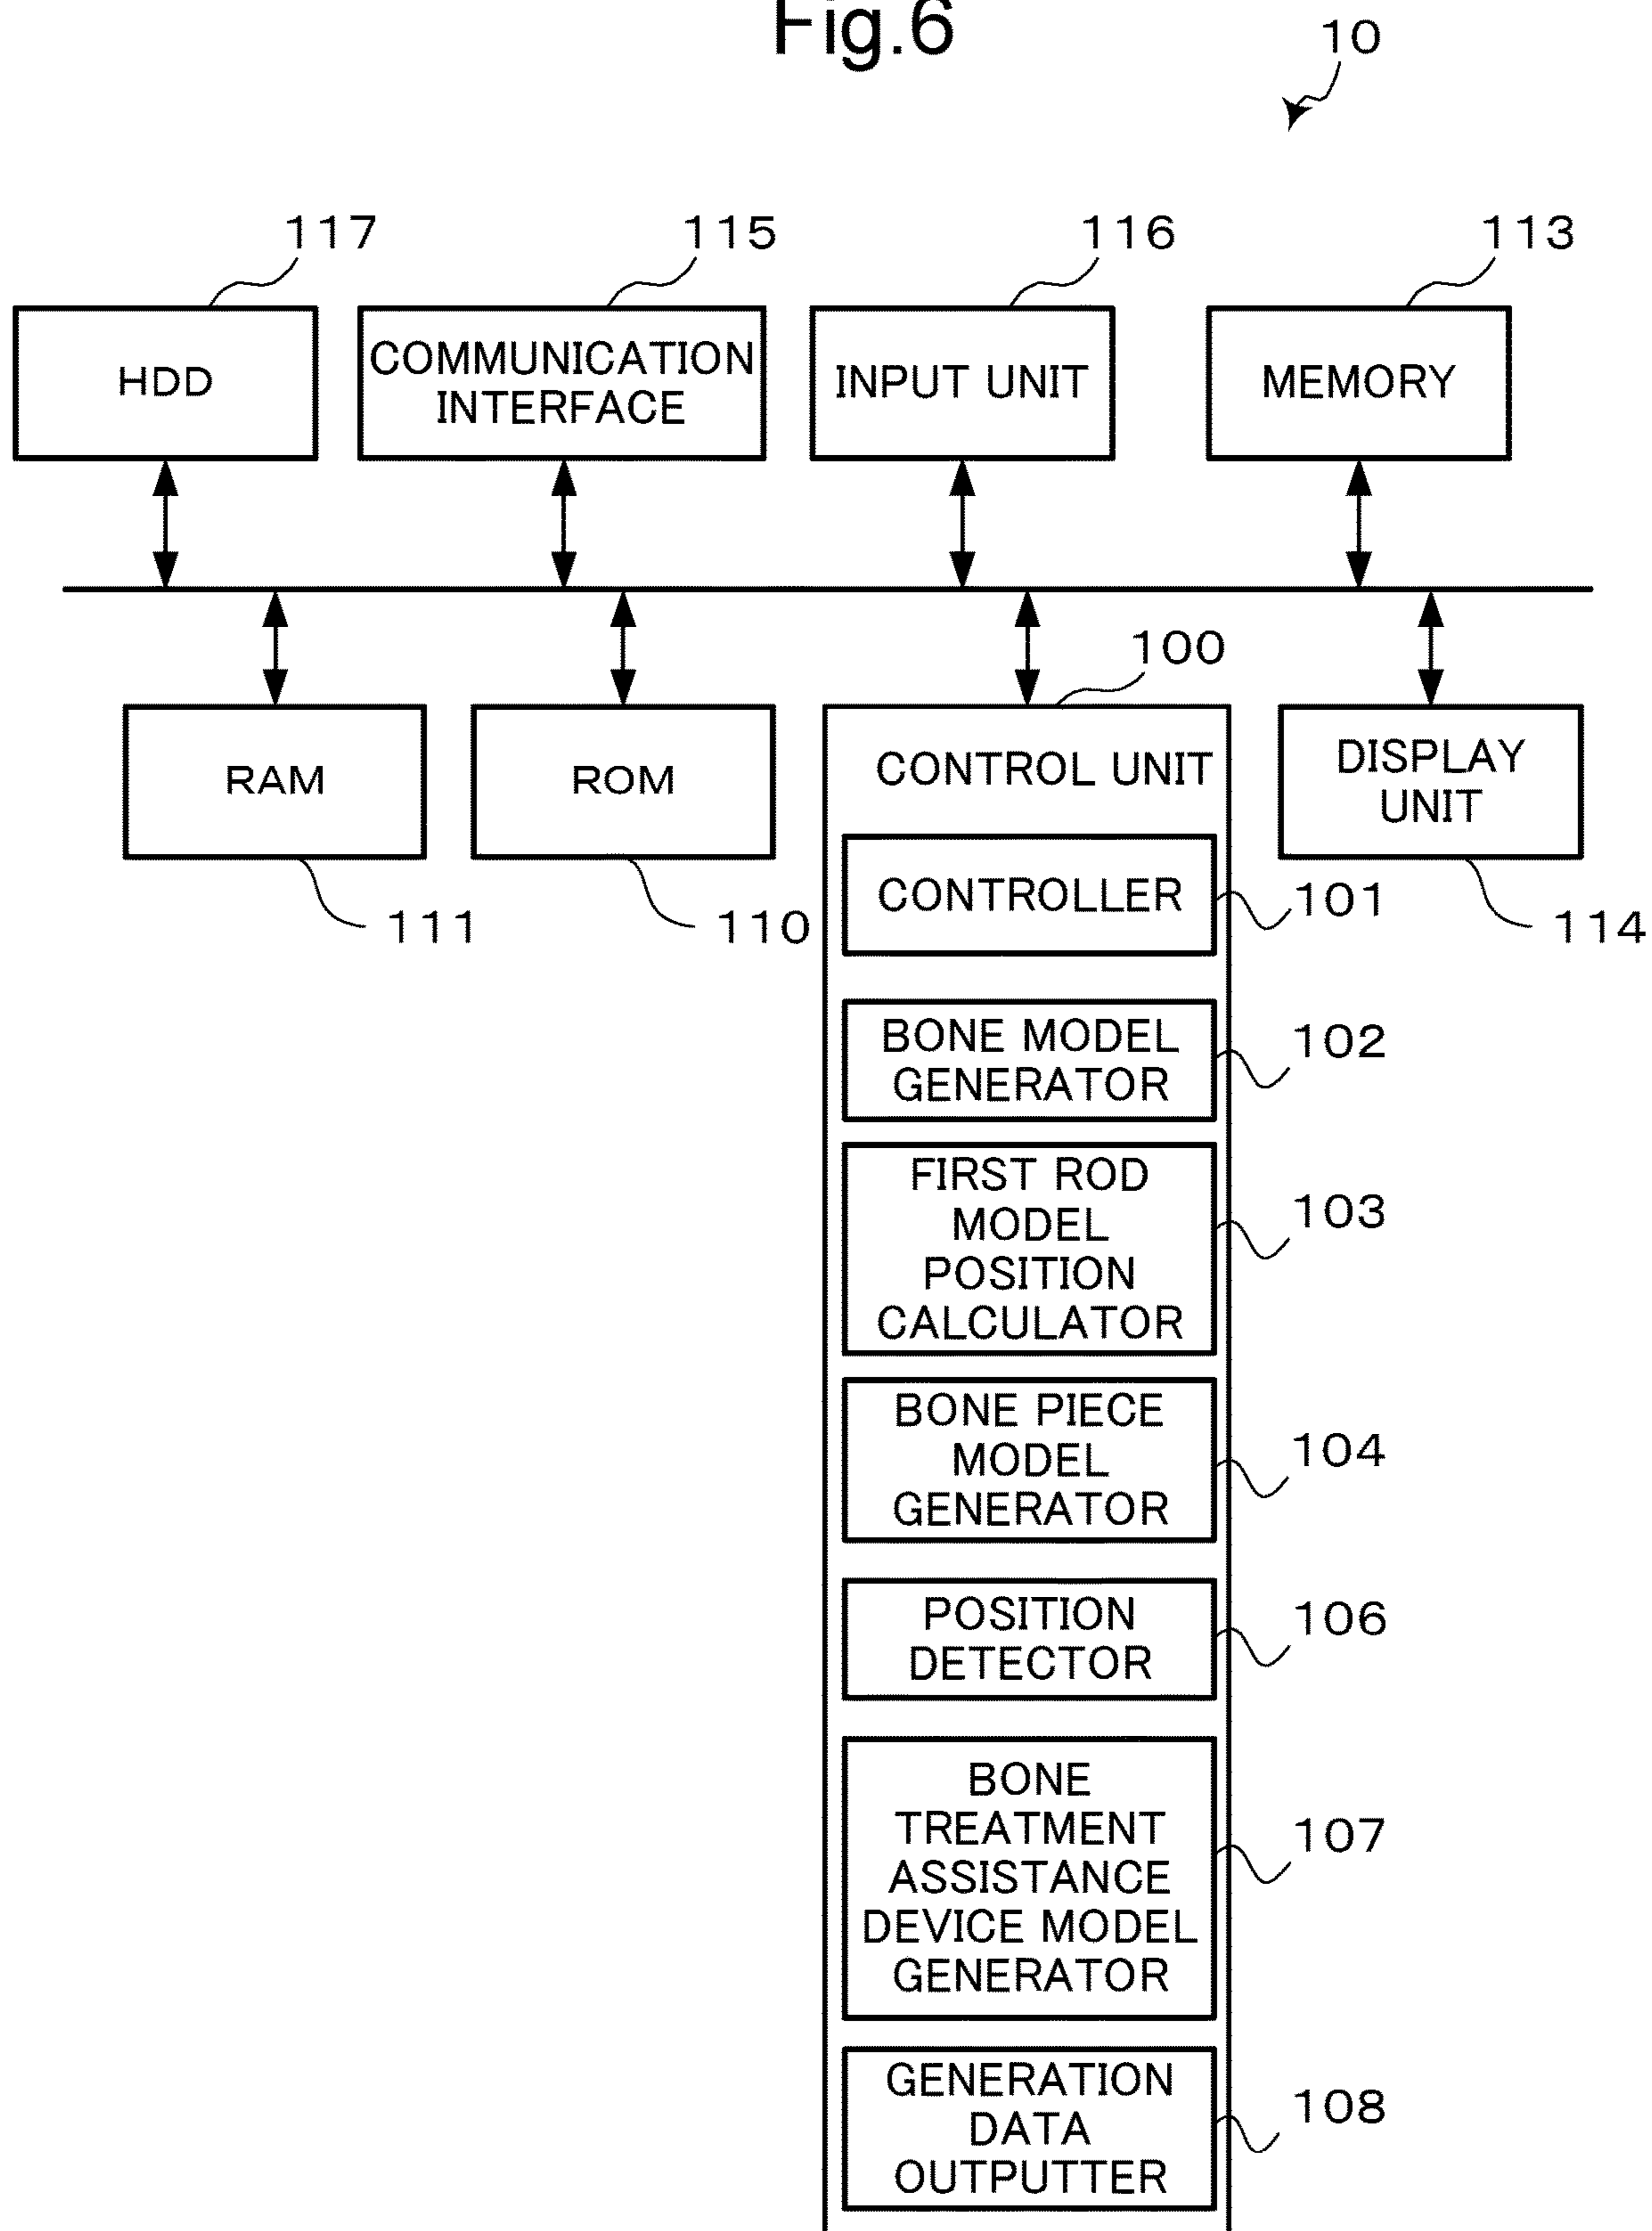 Fig.6
10
117
115
116
113
HDD
COMMUNICATION
INTERFACE
INPUT UNIT
MEMORY
100
RAM
ROM
CONTROL UNIT
DISPLAY
UNIT
111
110
CONTROLLER
101
114
BONE MODEL
GENERATOR
102
FIRST ROD
MODEL
POSITION
CALCULATOR
103
BONE PIECE
MODEL
GENERATOR
104
POSITION
DETECTOR
106
BONE
TREATMENT
ASSISTANCE
DEVICE MODEL
GENERATOR
107
GENERATION
DATA
OUTPUTTER
108